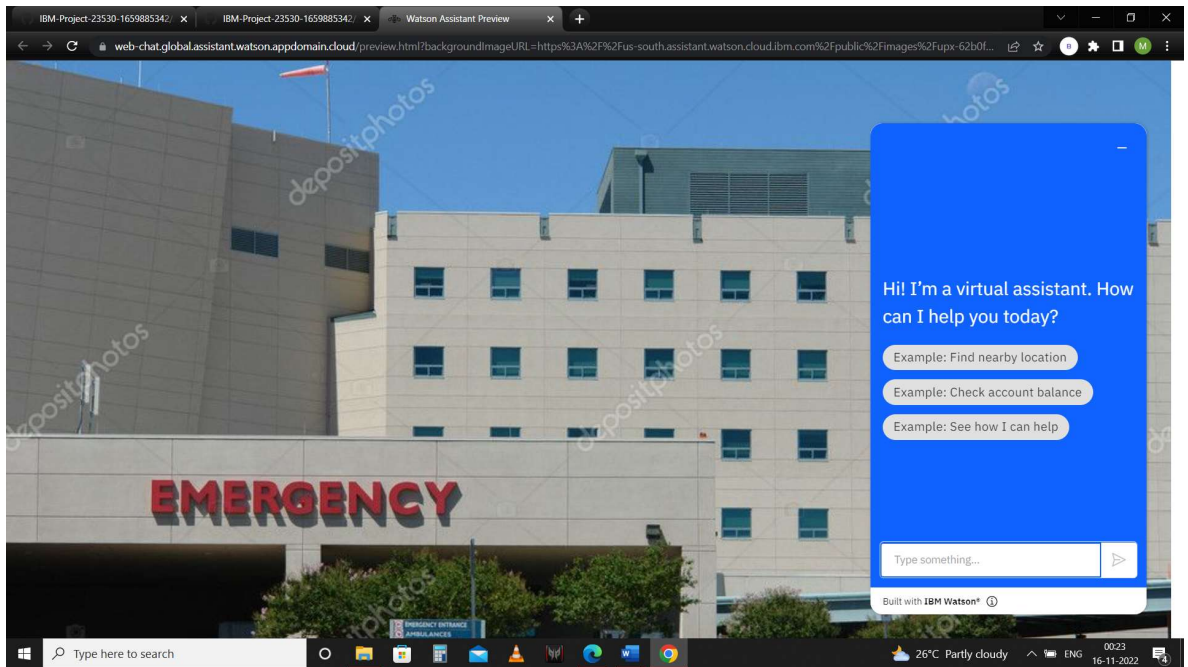 IBM-Project-23530-1659885342/
IBM-Project-23530-1659885342/
Watson Assistant Preview
web-chat.global.assistant.watson.appdomain.cloud/preview.html?backgroundImageURL=https%3A%2F%2Fus-south.assistant.watson.cloud.ibm.com%2Fpublic%2Fimages%2Fupx-62b0f...
M
depositphotos
depositphotos
depositphotos
Hi! I'm a virtual assistant. How
can I help you today?
Example: Find nearby location
Example: Check account balance
Example: See how I can help
EMERGENCY
Type something...
Built with IBM Watson®
EMERGENCY ENTRANCE
AMBULANCES
Type here to search
26°C Partly cloudy
ENG
00:23
16-11-2022
4